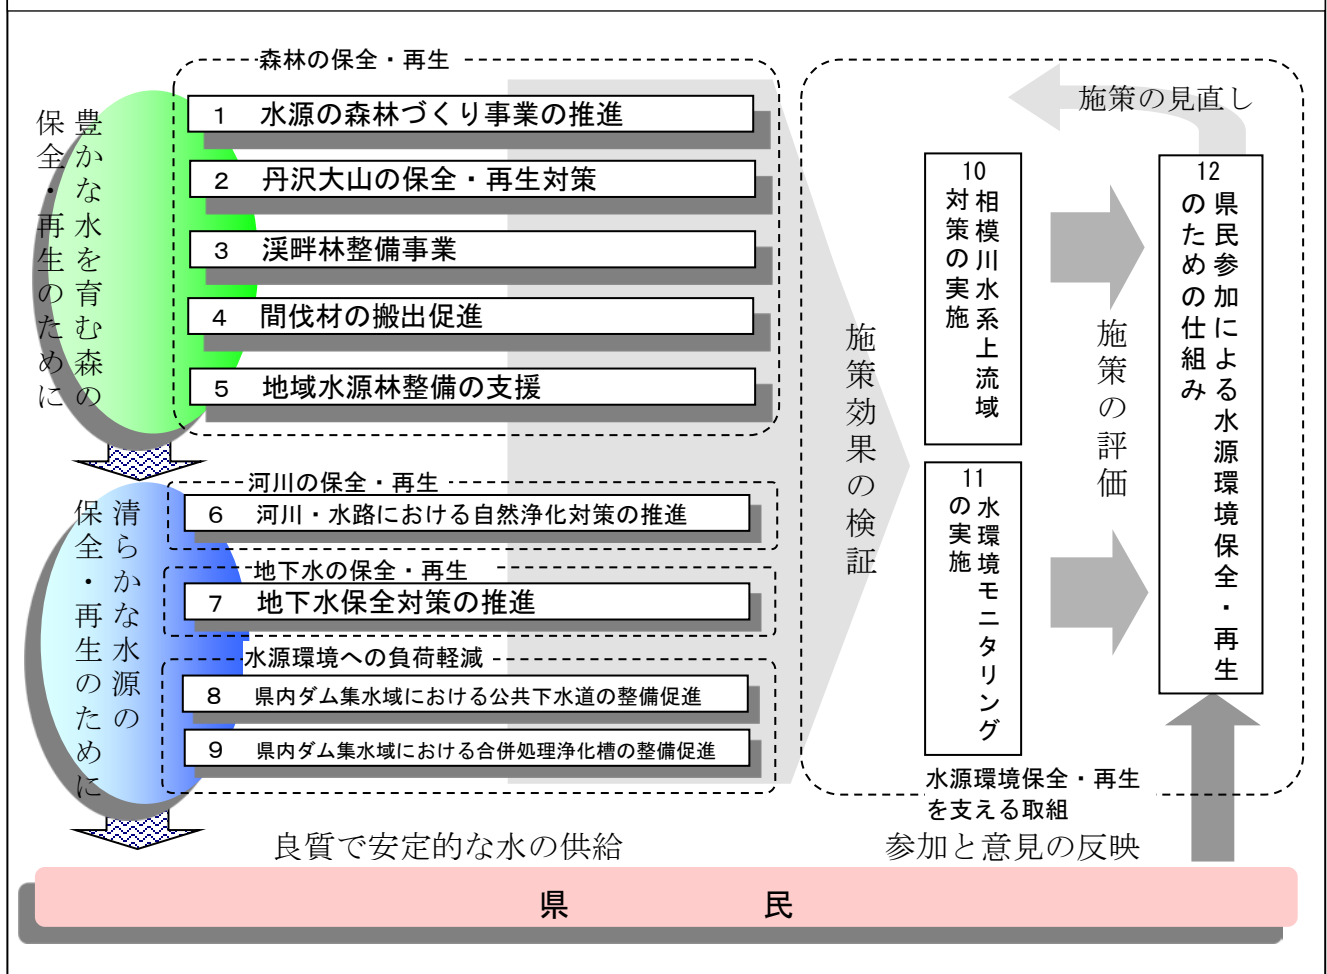 豊かな水を育む森の
保全・再生のために
森林の保全・再生
1 水源の森林づくり事業の推進
2 丹沢大山の保全・再生対策
3 渓畔林整備事業
4 間伐材の搬出促進
5 地域水源林整備の支援
清らかな水源の
保全・再生のために
河川の保全・再生
6 河川・水路における自然浄化対策の推進
地下水の保全・再生
7 地下水保全対策の推進
水源環境への負荷軽減
8 県内ダム集水域における公共下水道の整備促進
9 県内ダム集水域における合併処理浄化槽の整備促進
施策効果の検証
10
相模川水系上流域
対策の実施
11
水環境モニタリング
の実施
施策の評価
施策の見直し
12
県民参加による水源環境保全・再生
のための仕組み
水源環境保全・再生
を支える取組
良質で安定的な水の供給
参加と意見の反映
県 民